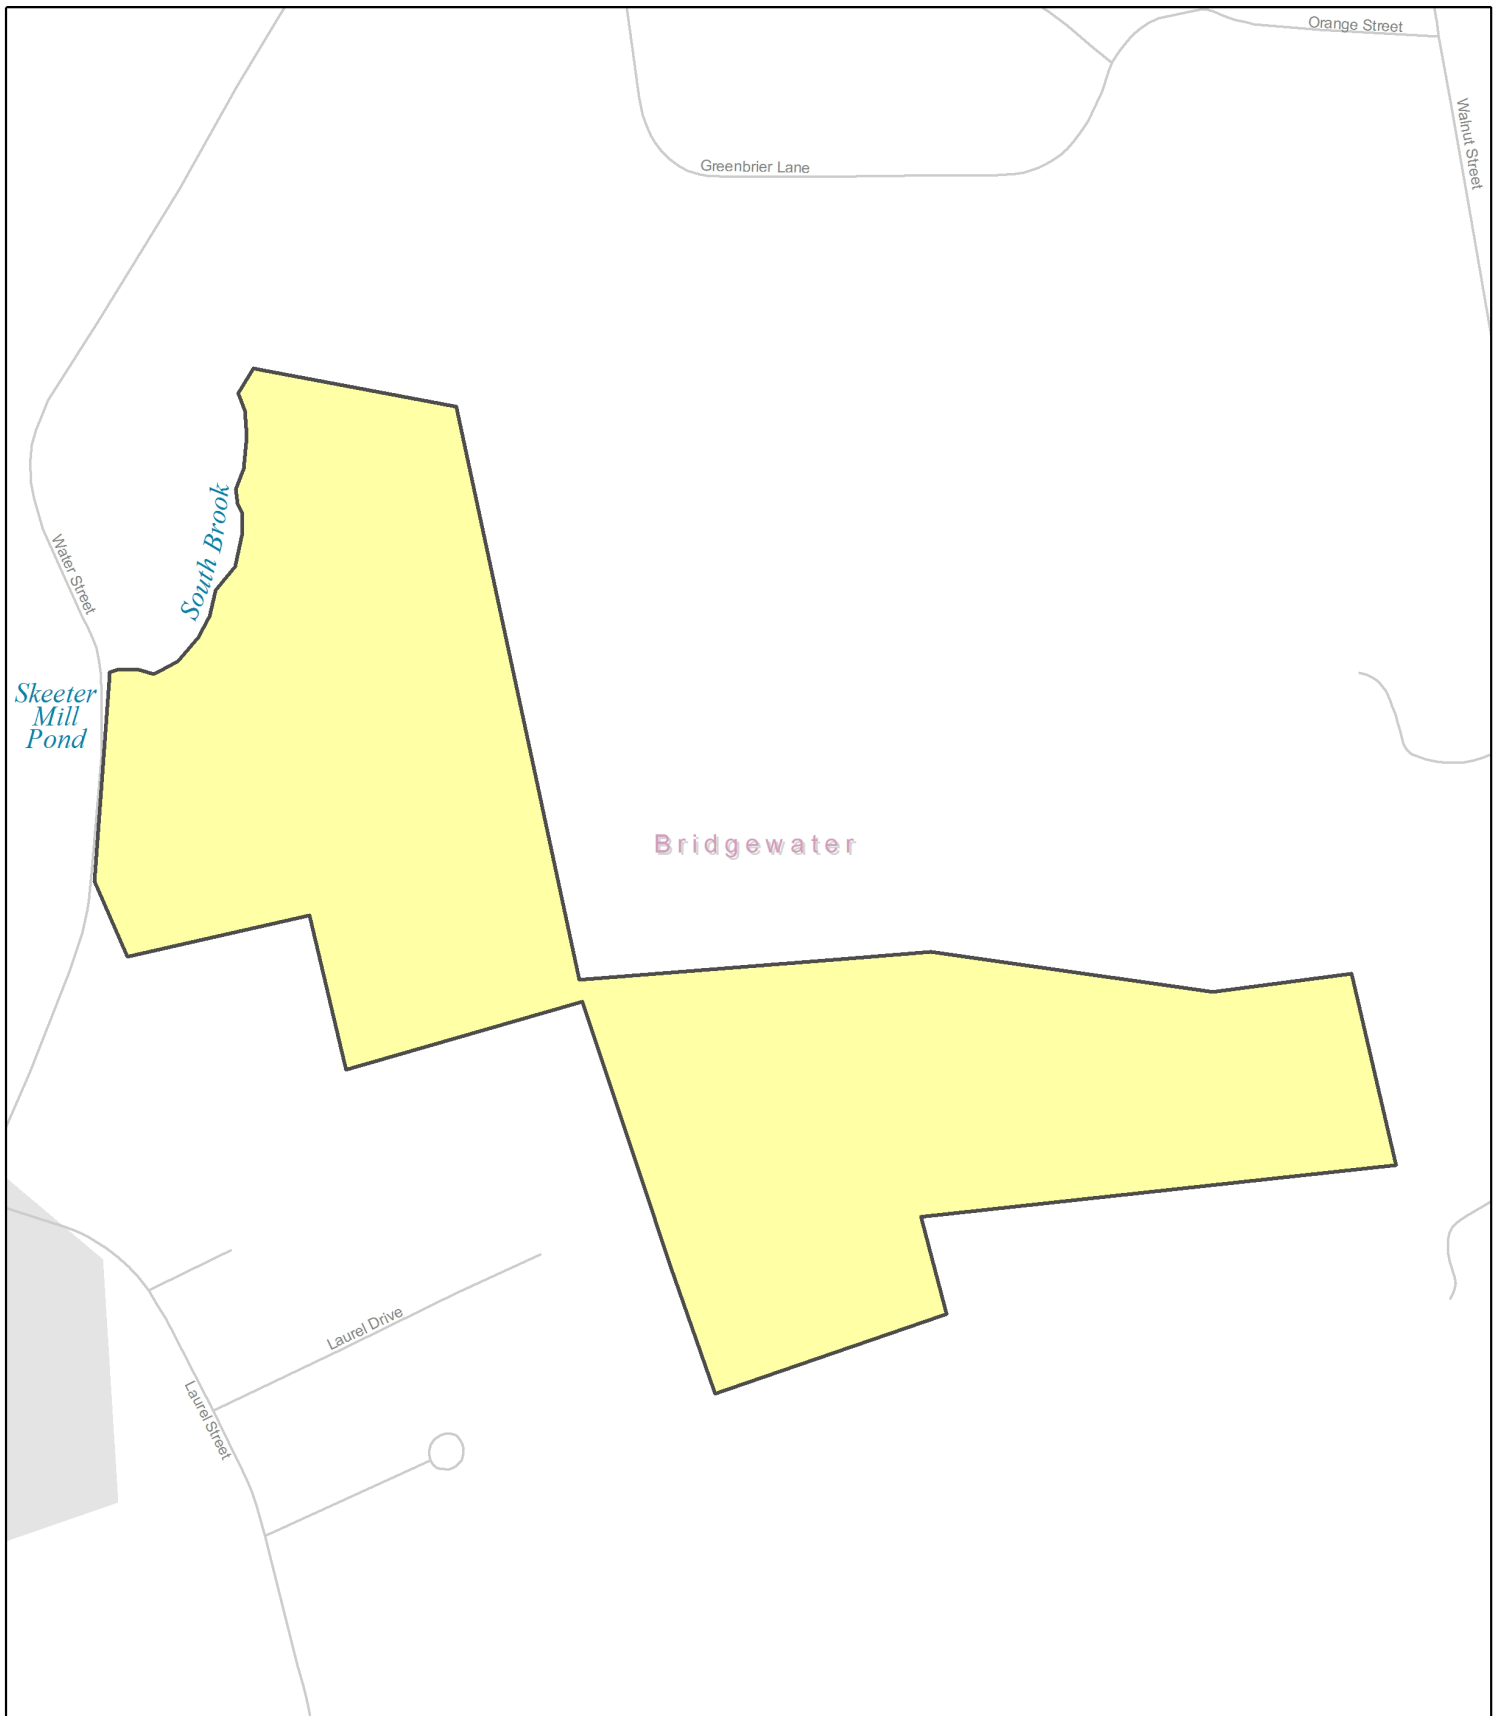 Orange Street
Walnut Street
Greenbrier Lane
South Brook
Water Street
Skeeter
Mill
Pond
Bridgewater
Laurel Drive
Laurel Street